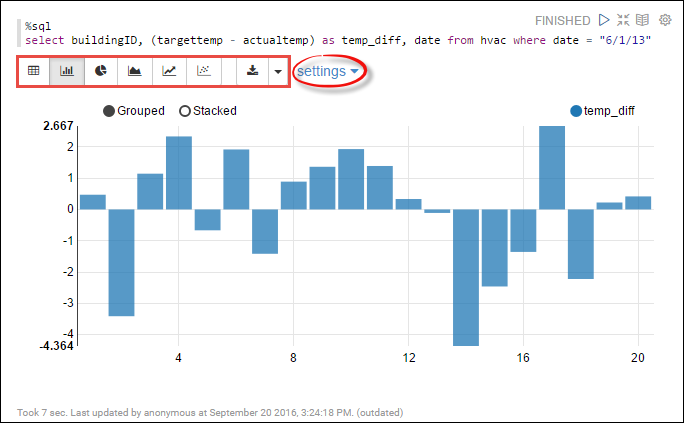 %sql
FINISHED
select buildingID, (targettemp - actualtemp) as temp_diff, date from hvac where date = "6/1/13"
settings
Grouped Stacked temp_diff
2.667
2
1
0
-1
-2
-3
-4
-4.364
4 8 12 16 20
Took 7 sec. Last updated by anonymous at September 20 2016, 3:24:18 PM. (outdated)